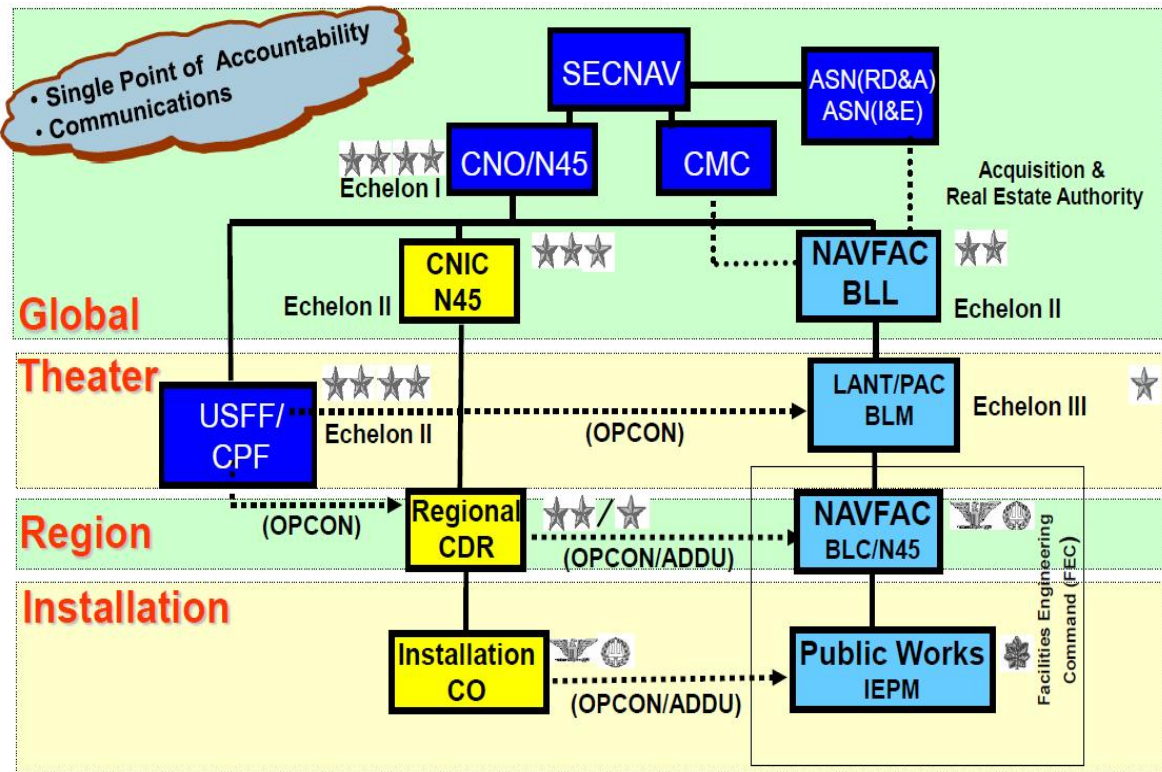 • Single Point of Accountability
• Communications
SECNAV
ASN(RD&A)
ASN(I&E)
CNO/N45
Echelon I
CMC
Acquisition &
Real Estate Authority
CNIC
N45
Echelon II
NAVFAC
BLL
Echelon II
Global
Theater
USFF/
CPF
Echelon II
(OPCON)
LANT/PAC
BLM
Echelon III
(OPCON)
Region
Regional
CDR
/
(OPCON/ADDU)
NAVFAC
BLC/N45
Facilities Engineering
Command (FEC)
Installation
Installation
CO
(OPCON/ADDU)
Public Works
IEPM